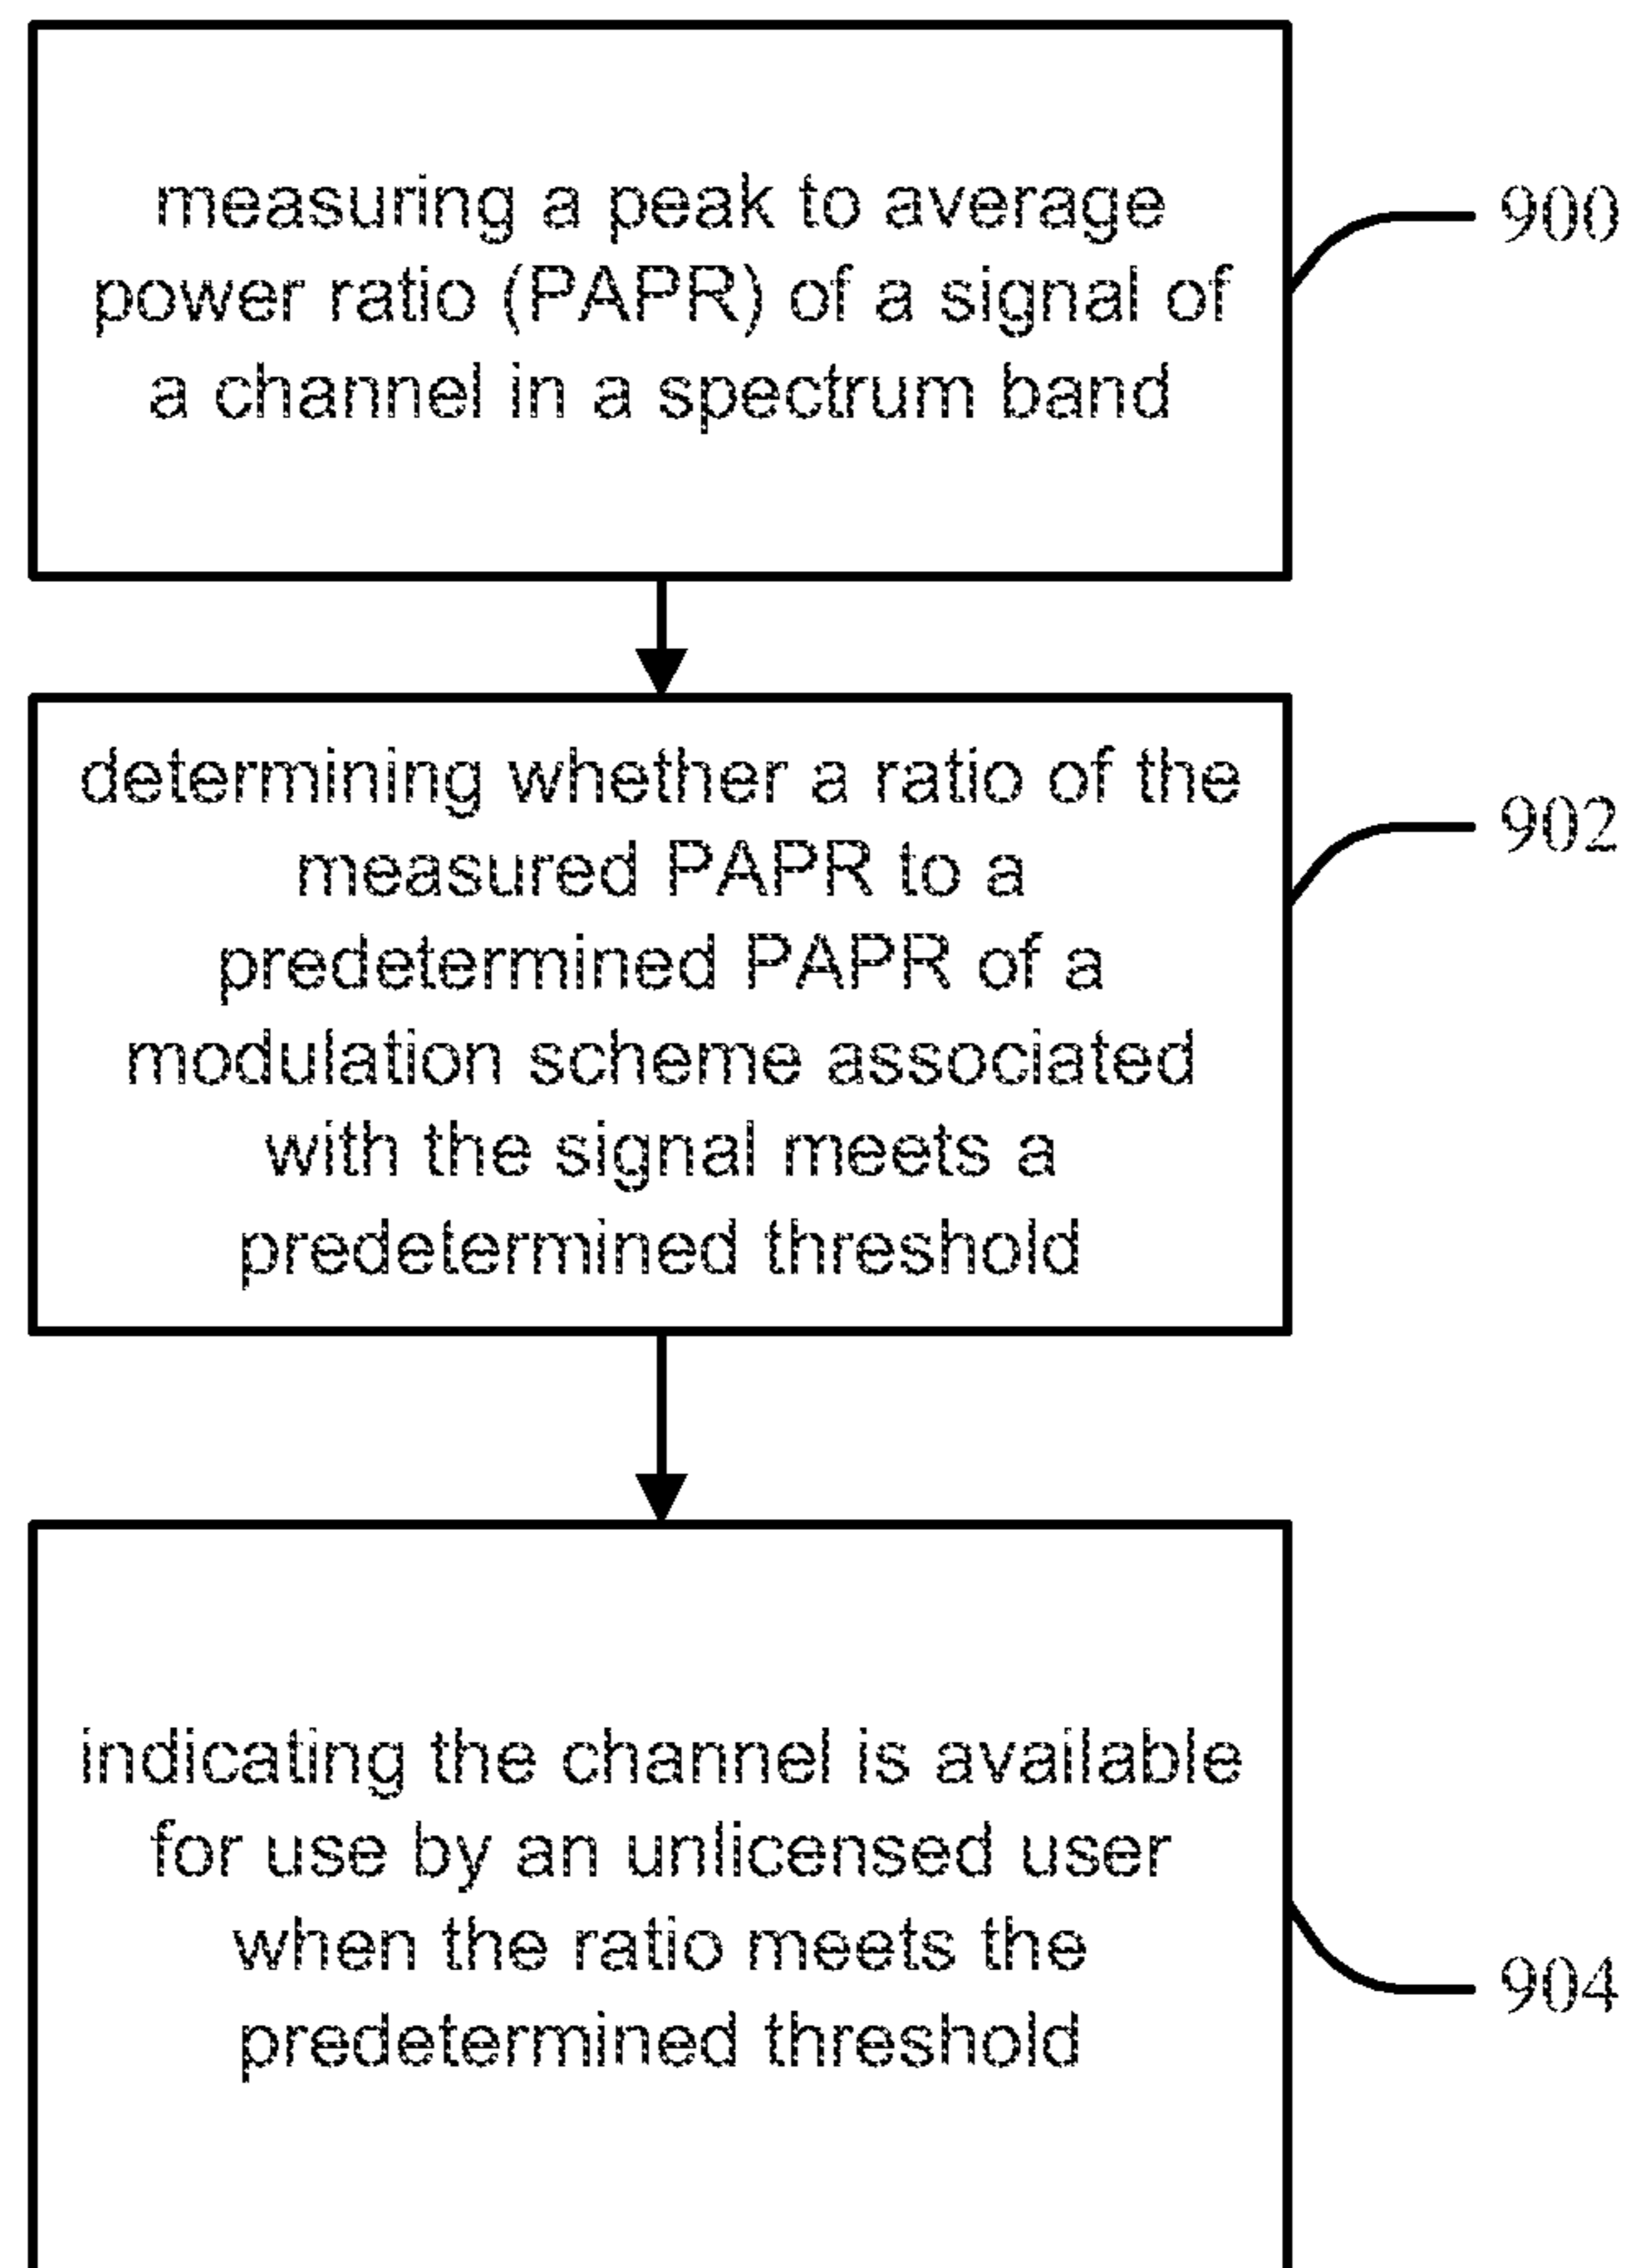 measuring a peak to average
power ratio (PAPR) of a signal of
a channel in a spectrum band
900
determining whether a ratio of the
measured PAPR to a
predetermined PAPR of a
modulation scheme associated
with the signal meets a
predetermined threshold
902
indicating the channel is available
for use by an unlicensed user
when the ratio meets the
predetermined threshold
904